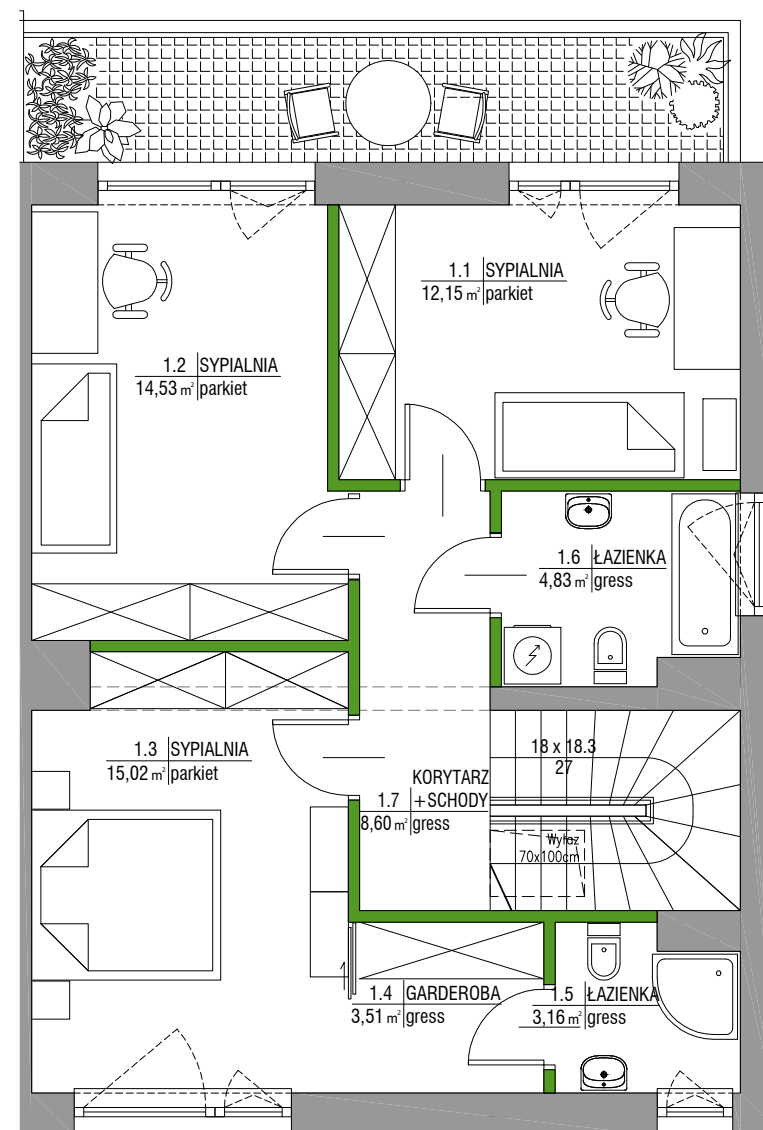 1.1 SYPIALNIA
12,15 m² parkiet
1.2 SYPIALNIA
14,53 m² parkiet
1.6 ŁAZIENKA
4,83 m² gress
1.3 SYPIALNIA
15,02 m² parkiet
18 x 18.3
27
KORYTARZ
1.7 +SCHODY
8,60 m² gress
Wyłaz
70x100cm
1.4 GARDEROBA
3,51 m² gress
1.5 ŁAZIENKA
3,16 m² gress